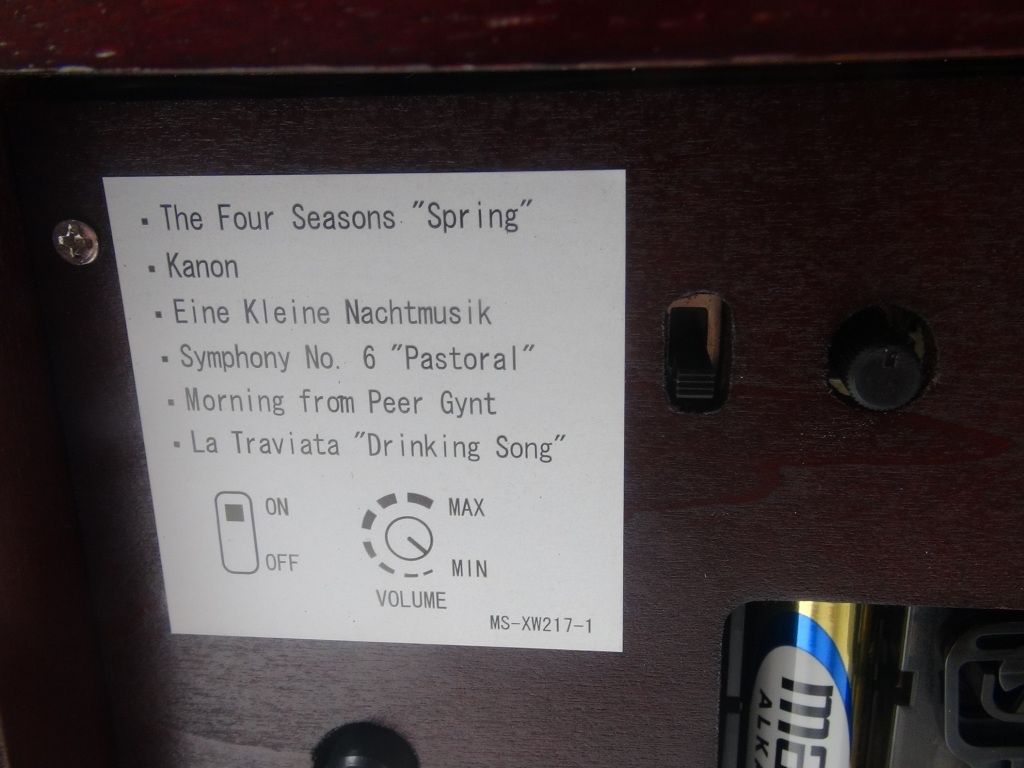 ▪ The Four Seasons "Spring"
▪ Kanon
▪ Eine Kleine Nachtmusik
▪ Symphony No. 6 "Pastoral"
▪ Morning from Peer Gynt
▪ La Traviata "Drinking Song"
ON
OFF
MAX
MIN
VOLUME
MS-XW217-1